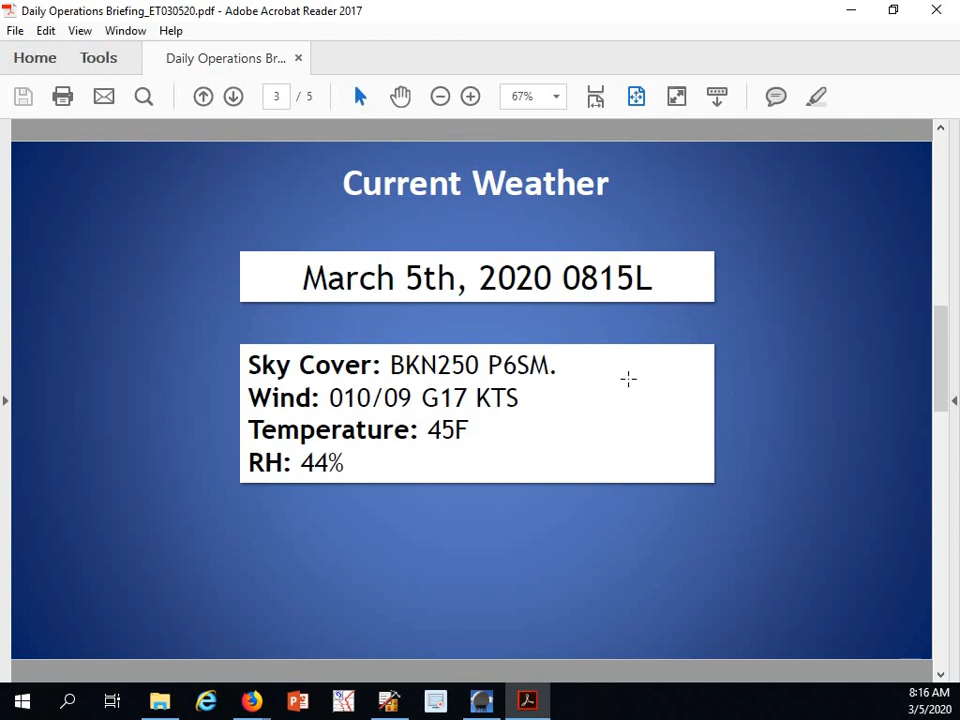 Daily Operations Briefing_ET030520.pdf - Adobe Acrobat Reader 2017
File Edit View Window Help
Home Tools Daily Operations Br... ×
3 / 5 67%
Current Weather
March 5th, 2020 0815L
Sky Cover: BKN250 P6SM.
Wind: 010/09 G17 KTS
Temperature: 45F
RH: 44%
8:16 AM
3/5/2020